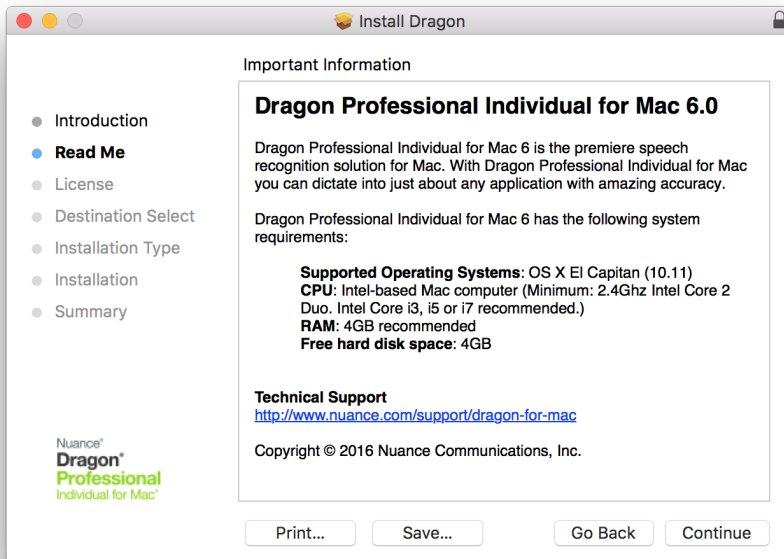 Install Dragon
Important Information
Introduction
Read Me
License
Destination Select
Installation Type
Installation
Summary
Dragon Professional Individual for Mac 6.0
Dragon Professional Individual for Mac 6 is the premiere speech
recognition solution for Mac. With Dragon Professional Individual for Mac
you can dictate into just about any application with amazing accuracy.
Dragon Professional Individual for Mac 6 has the following system
requirements:
Supported Operating Systems: OS X El Capitan (10.11)
CPU: Intel-based Mac computer (Minimum: 2.4Ghz Intel Core 2
Duo. Intel Core i3, i5 or i7 recommended.)
RAM: 4GB recommended
Free hard disk space: 4GB
Technical Support
http://www.nuance.com/support/dragon-for-mac
Copyright © 2016 Nuance Communications, Inc.
Nuance®
Dragon®
Professional
Individual for Mac®
Print...
Save...
Go Back
Continue